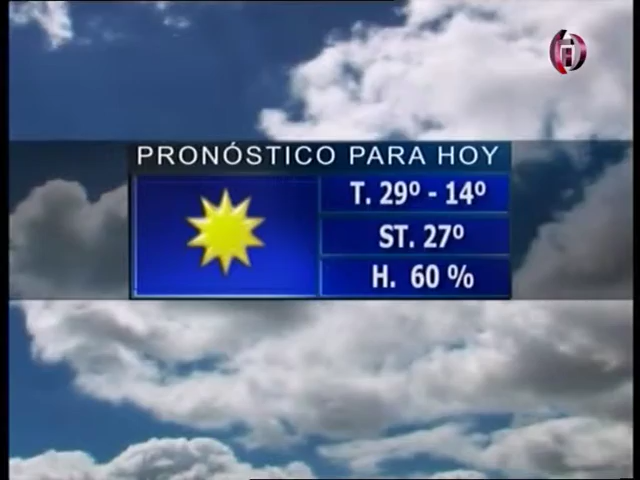 PRONÓSTICO PARA HOY
T. 29º - 14º
ST. 27º
H. 60 %